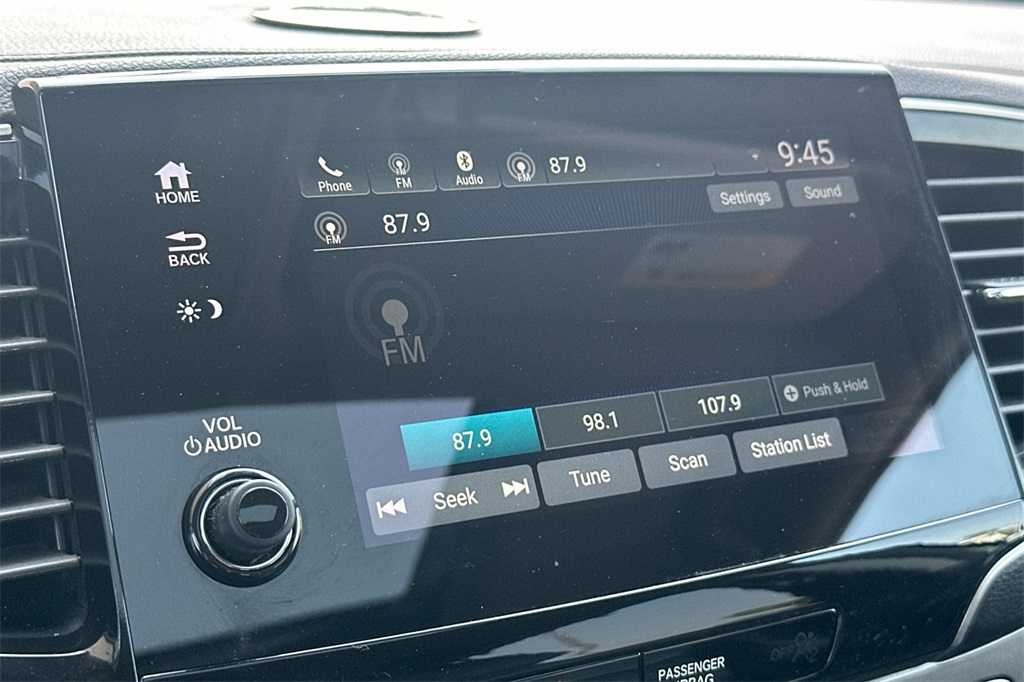 HOME
BACK
VOL
AUDIO
Phone
FM
Audio
FM
87.9
9:45
FM
87.9
Settings
Sound
FM
87.9
98.1
107.9
Push & Hold
Seek
Tune
Scan
Station List
PASSENGER
AIRBAG
OFF